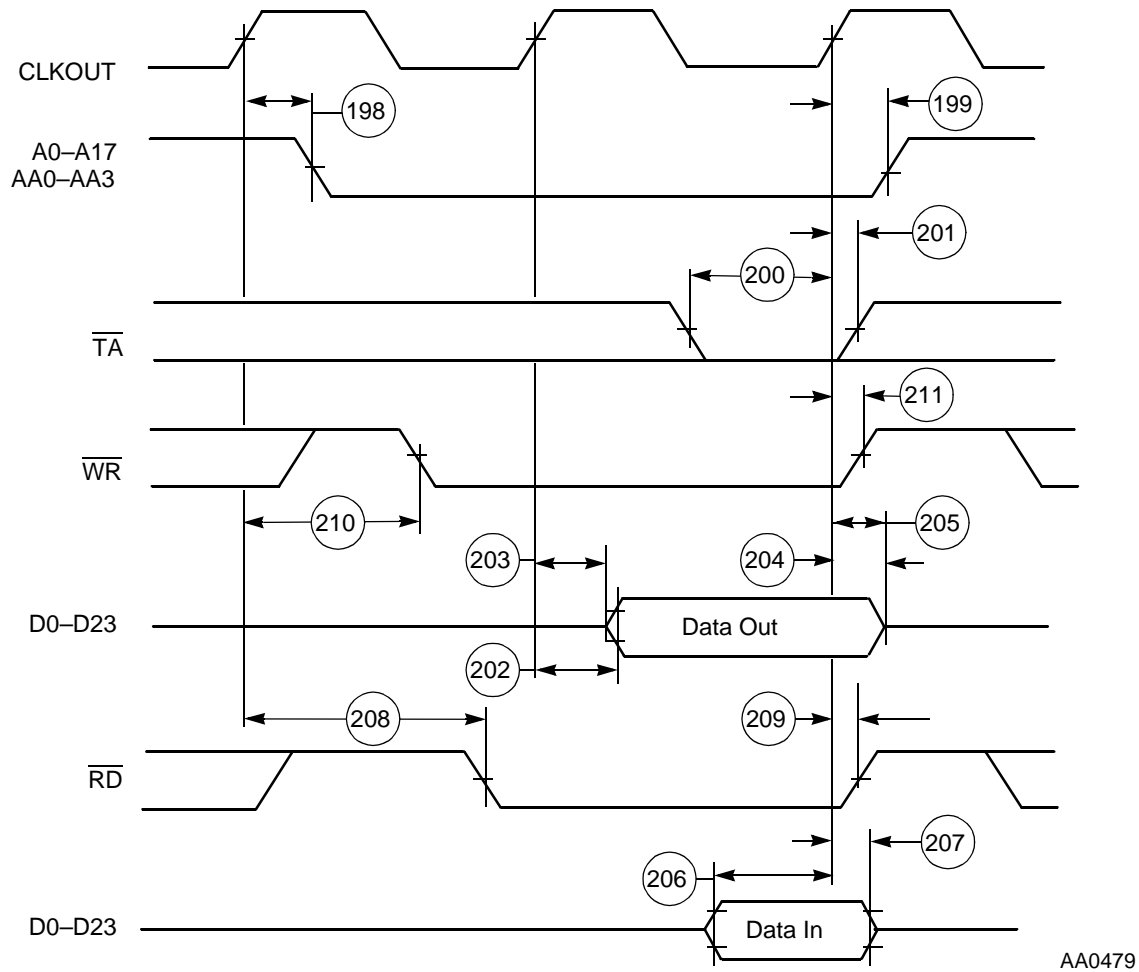 CLKOUT
198
199
A0–A17
AA0–AA3
201
200
TA
211
WR
210
205
203
204
D0–D23
Data Out
202
208
209
RD
207
206
D0–D23
Data In
AA0479